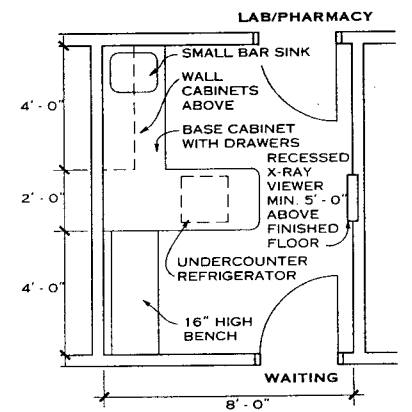 LAB/PHARMACY
SMALL BAR SINK
WALL
CABINETS
ABOVE
4'-0"
BASE CABINET
WITH DRAWERS
RECESSED
X-RAY
VIEWER
MIN. 5'-0"
ABOVE
FINISHED
FLOOR
2'-0"
UNDERCOUNTER
REFRIGERATOR
4'-0"
16" HIGH
BENCH
WAITING
8'-0"